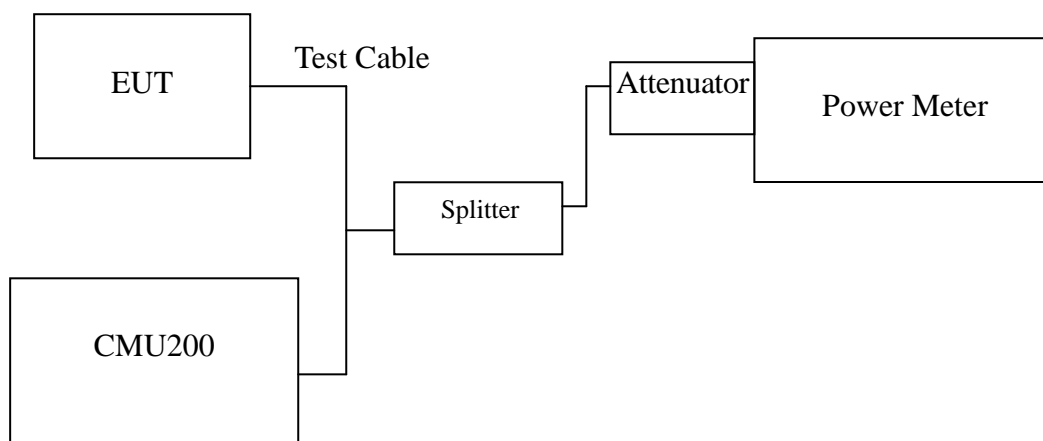 EUT
Test Cable
Attenuator
Power Meter
Splitter
CMU200